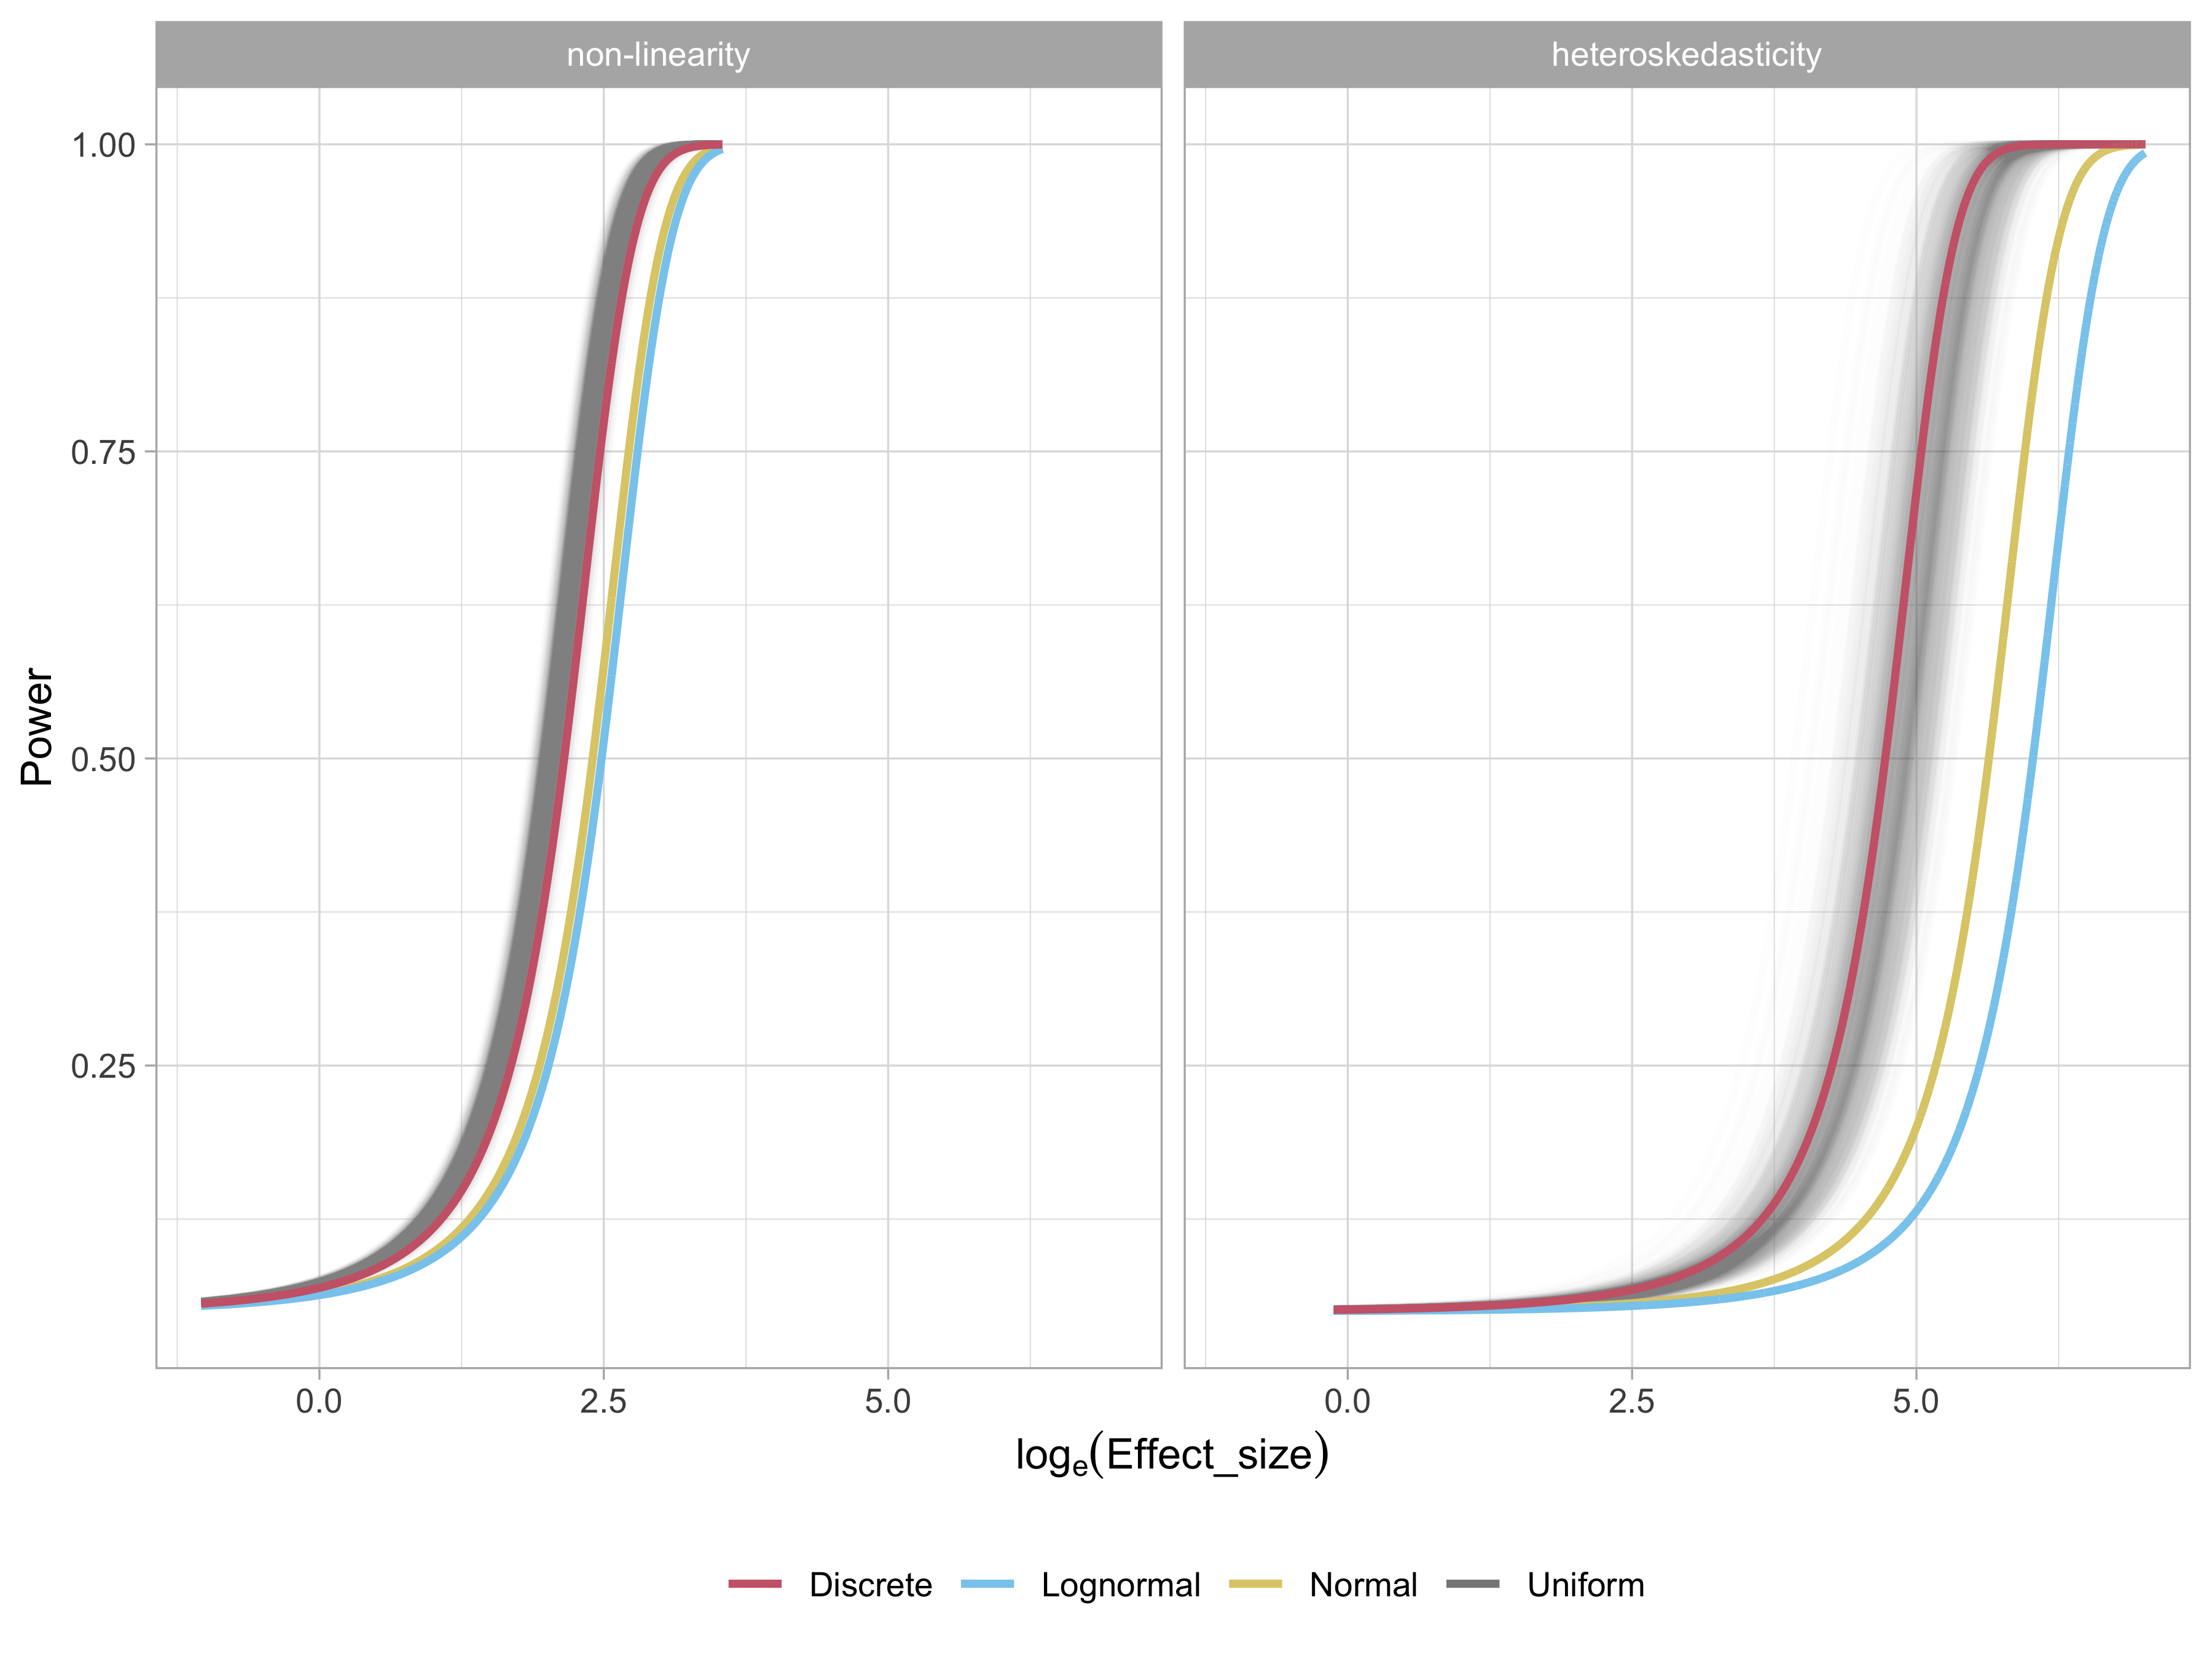 non-linearity
heteroskedasticity
1.00
0.75
0.50
0.25
Power
0.0 2.5 5.0
0.0 2.5 5.0
logₑ(Effect_size)
Discrete Lognormal Normal Uniform